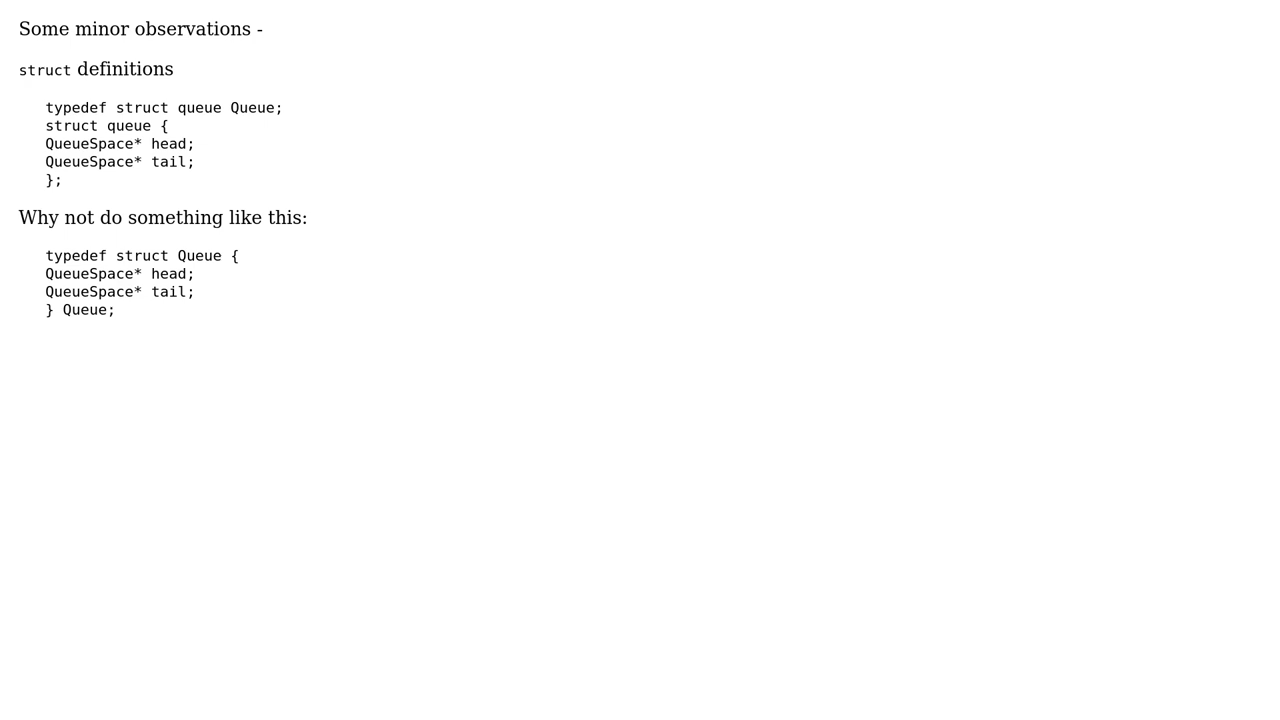 Some minor observations -
struct definitions
typedef struct queue Queue;
struct queue {
QueueSpace* head;
QueueSpace* tail;
};
Why not do something like this:
typedef struct Queue {
QueueSpace* head;
QueueSpace* tail;
} Queue;